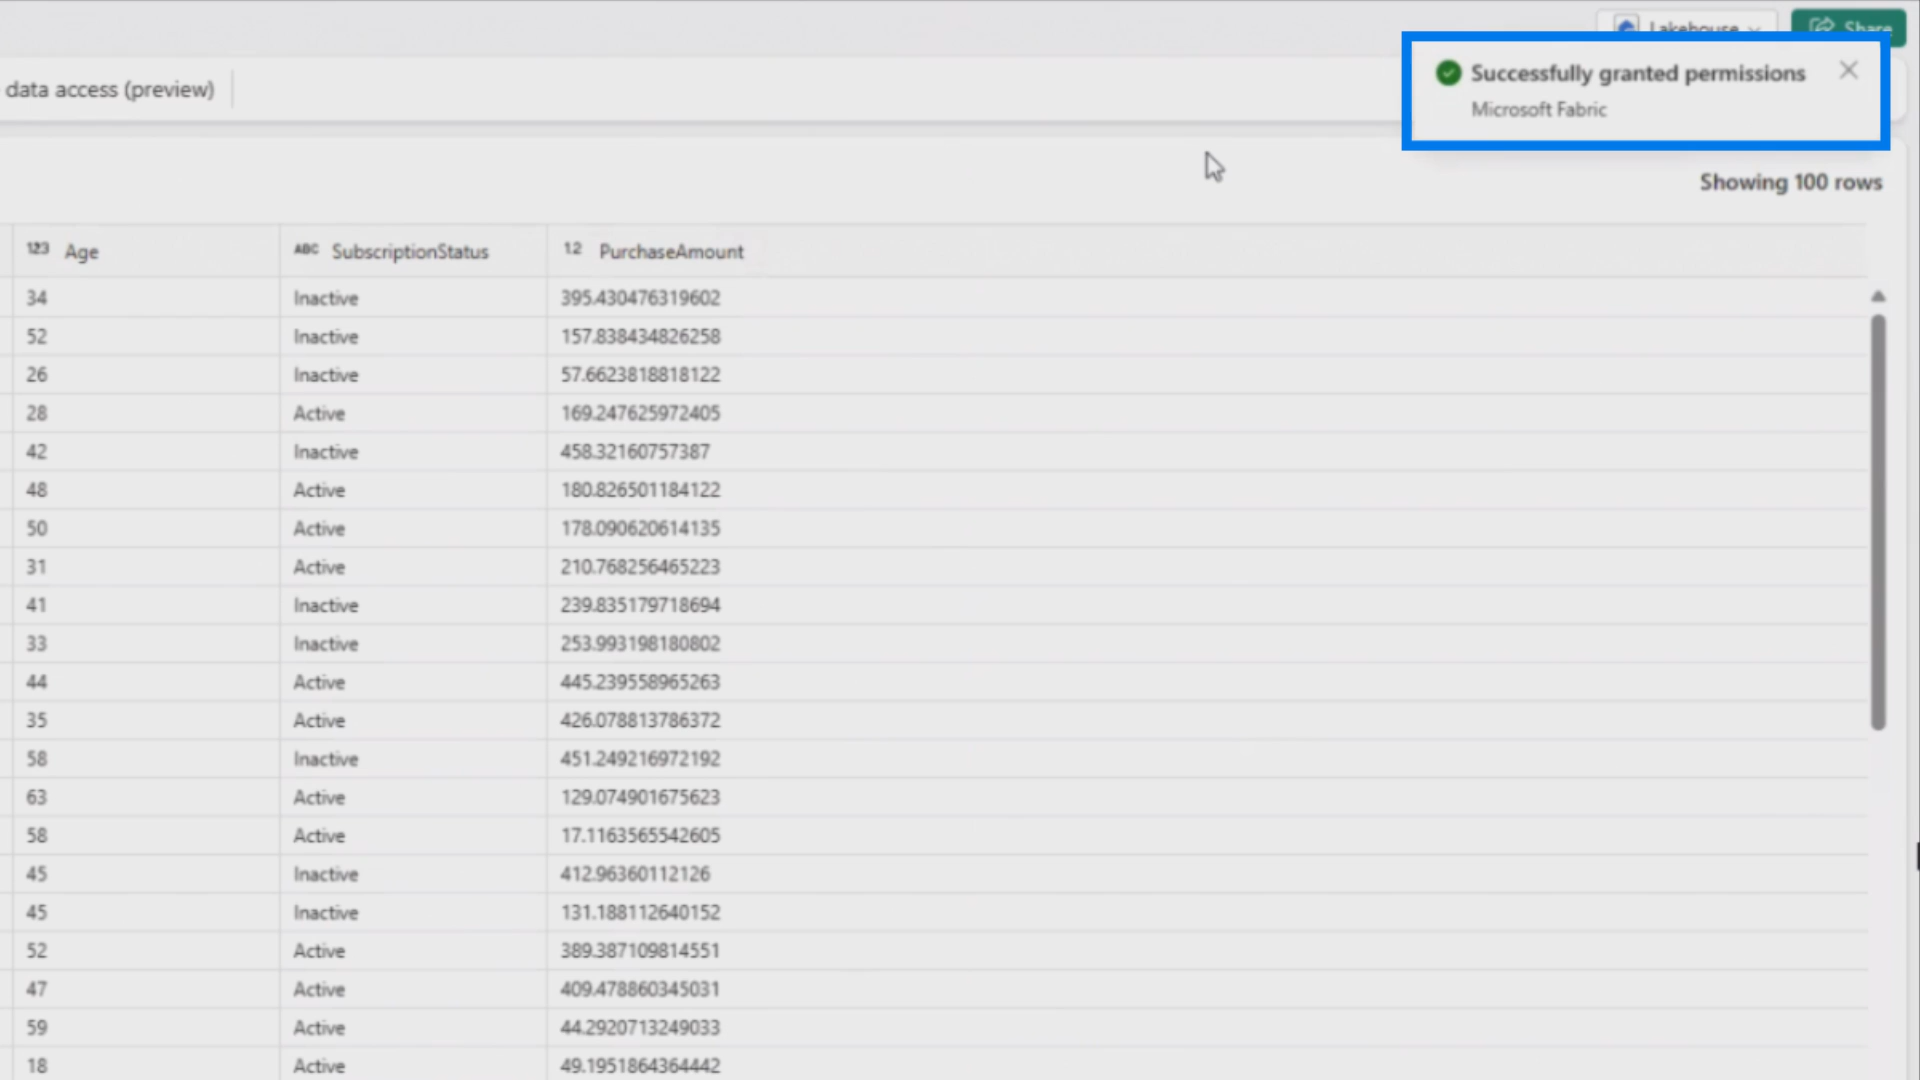 Lakehouse
Share
data access (preview)
Successfully granted permissions
Microsoft Fabric
Showing 100 rows
123 Age ABC SubscriptionStatus 1.2 PurchaseAmount
34 Inactive 395.430476319602
52 Inactive 157.838434826258
26 Inactive 57.6623818818122
28 Active 169.247625972405
42 Inactive 458.32160757387
48 Active 180.826501184122
50 Active 178.090620614135
31 Active 210.768256465223
41 Inactive 239.835179718694
33 Inactive 253.993198180802
44 Active 445.239558965263
35 Active 426.078813786372
58 Inactive 451.249216972192
63 Active 129.074901675623
58 Active 17.1163565542605
45 Inactive 412.96360112126
45 Inactive 131.188112640152
52 Active 389.387109814551
47 Active 409.478860345031
59 Active 44.2920713249033
18 Active 49.1951864364442